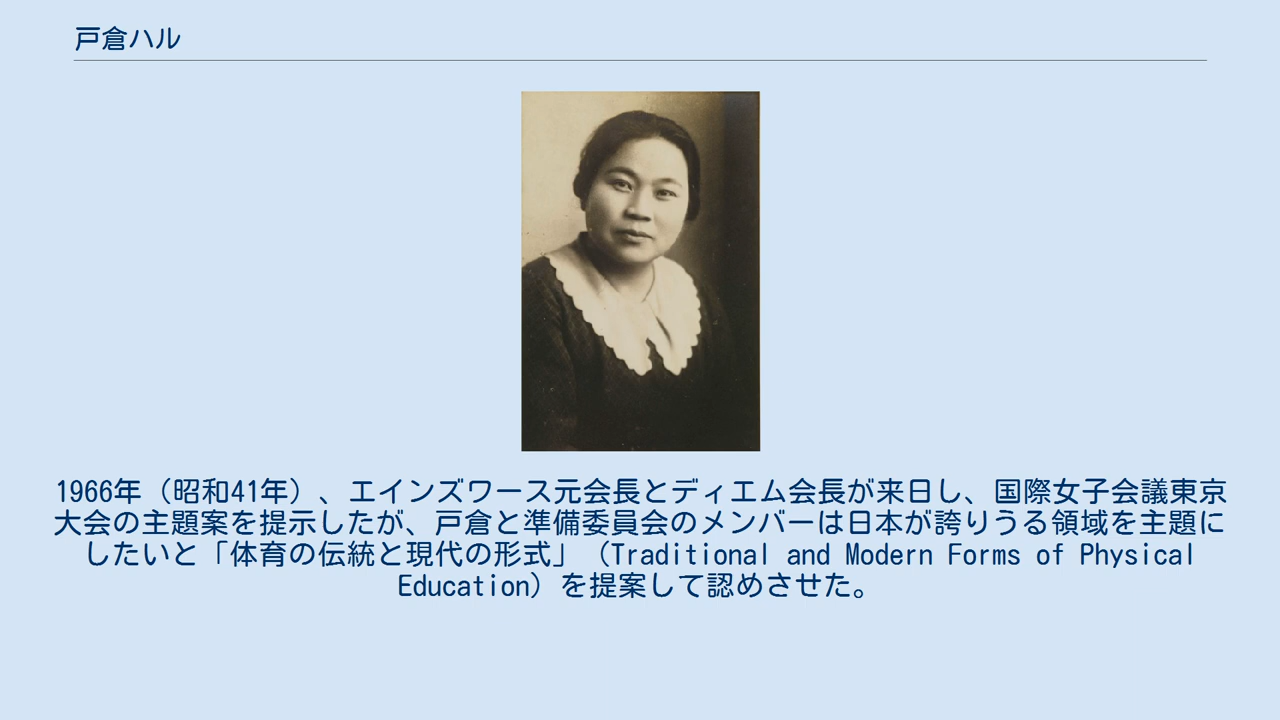 戸倉ハル
1966年（昭和41年）、エインズワース元会長とディエム会長が来日し、国際女子会議東京
大会の主題案を提示したが、戸倉と準備委員会のメンバーは日本が誇りうる領域を主題に
したいと「体育の伝統と現代の形式」（Traditional and Modern Forms of Physical
Education）を提案して認めさせた。